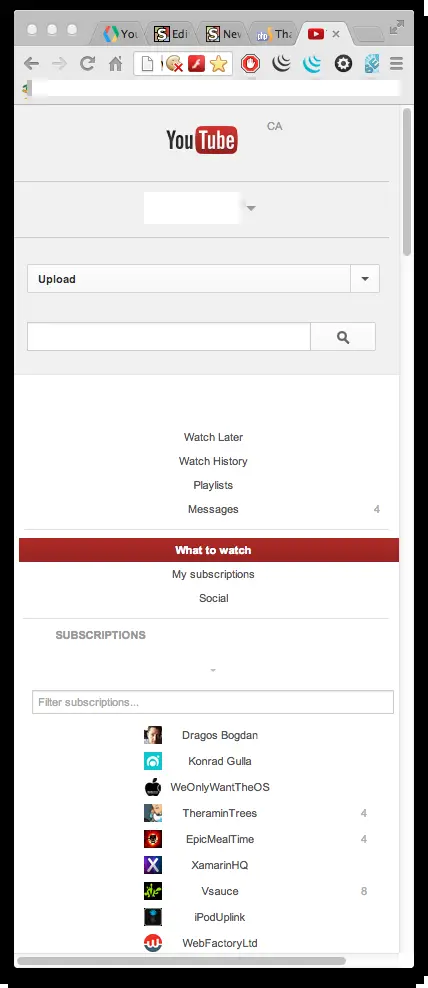 You
Edi
Nev
php Tha
YouTube CA
Upload
Watch Later
Watch History
Playlists
Messages 4
What to watch
My subscriptions
Social
SUBSCRIPTIONS
Filter subscriptions...
Dragos Bogdan
Konrad Gulla
WeOnlyWantTheOS
TheraminTrees 4
EpicMealTime 4
XamarinHQ
Vsauce 8
iPodUplink
WebFactoryLtd